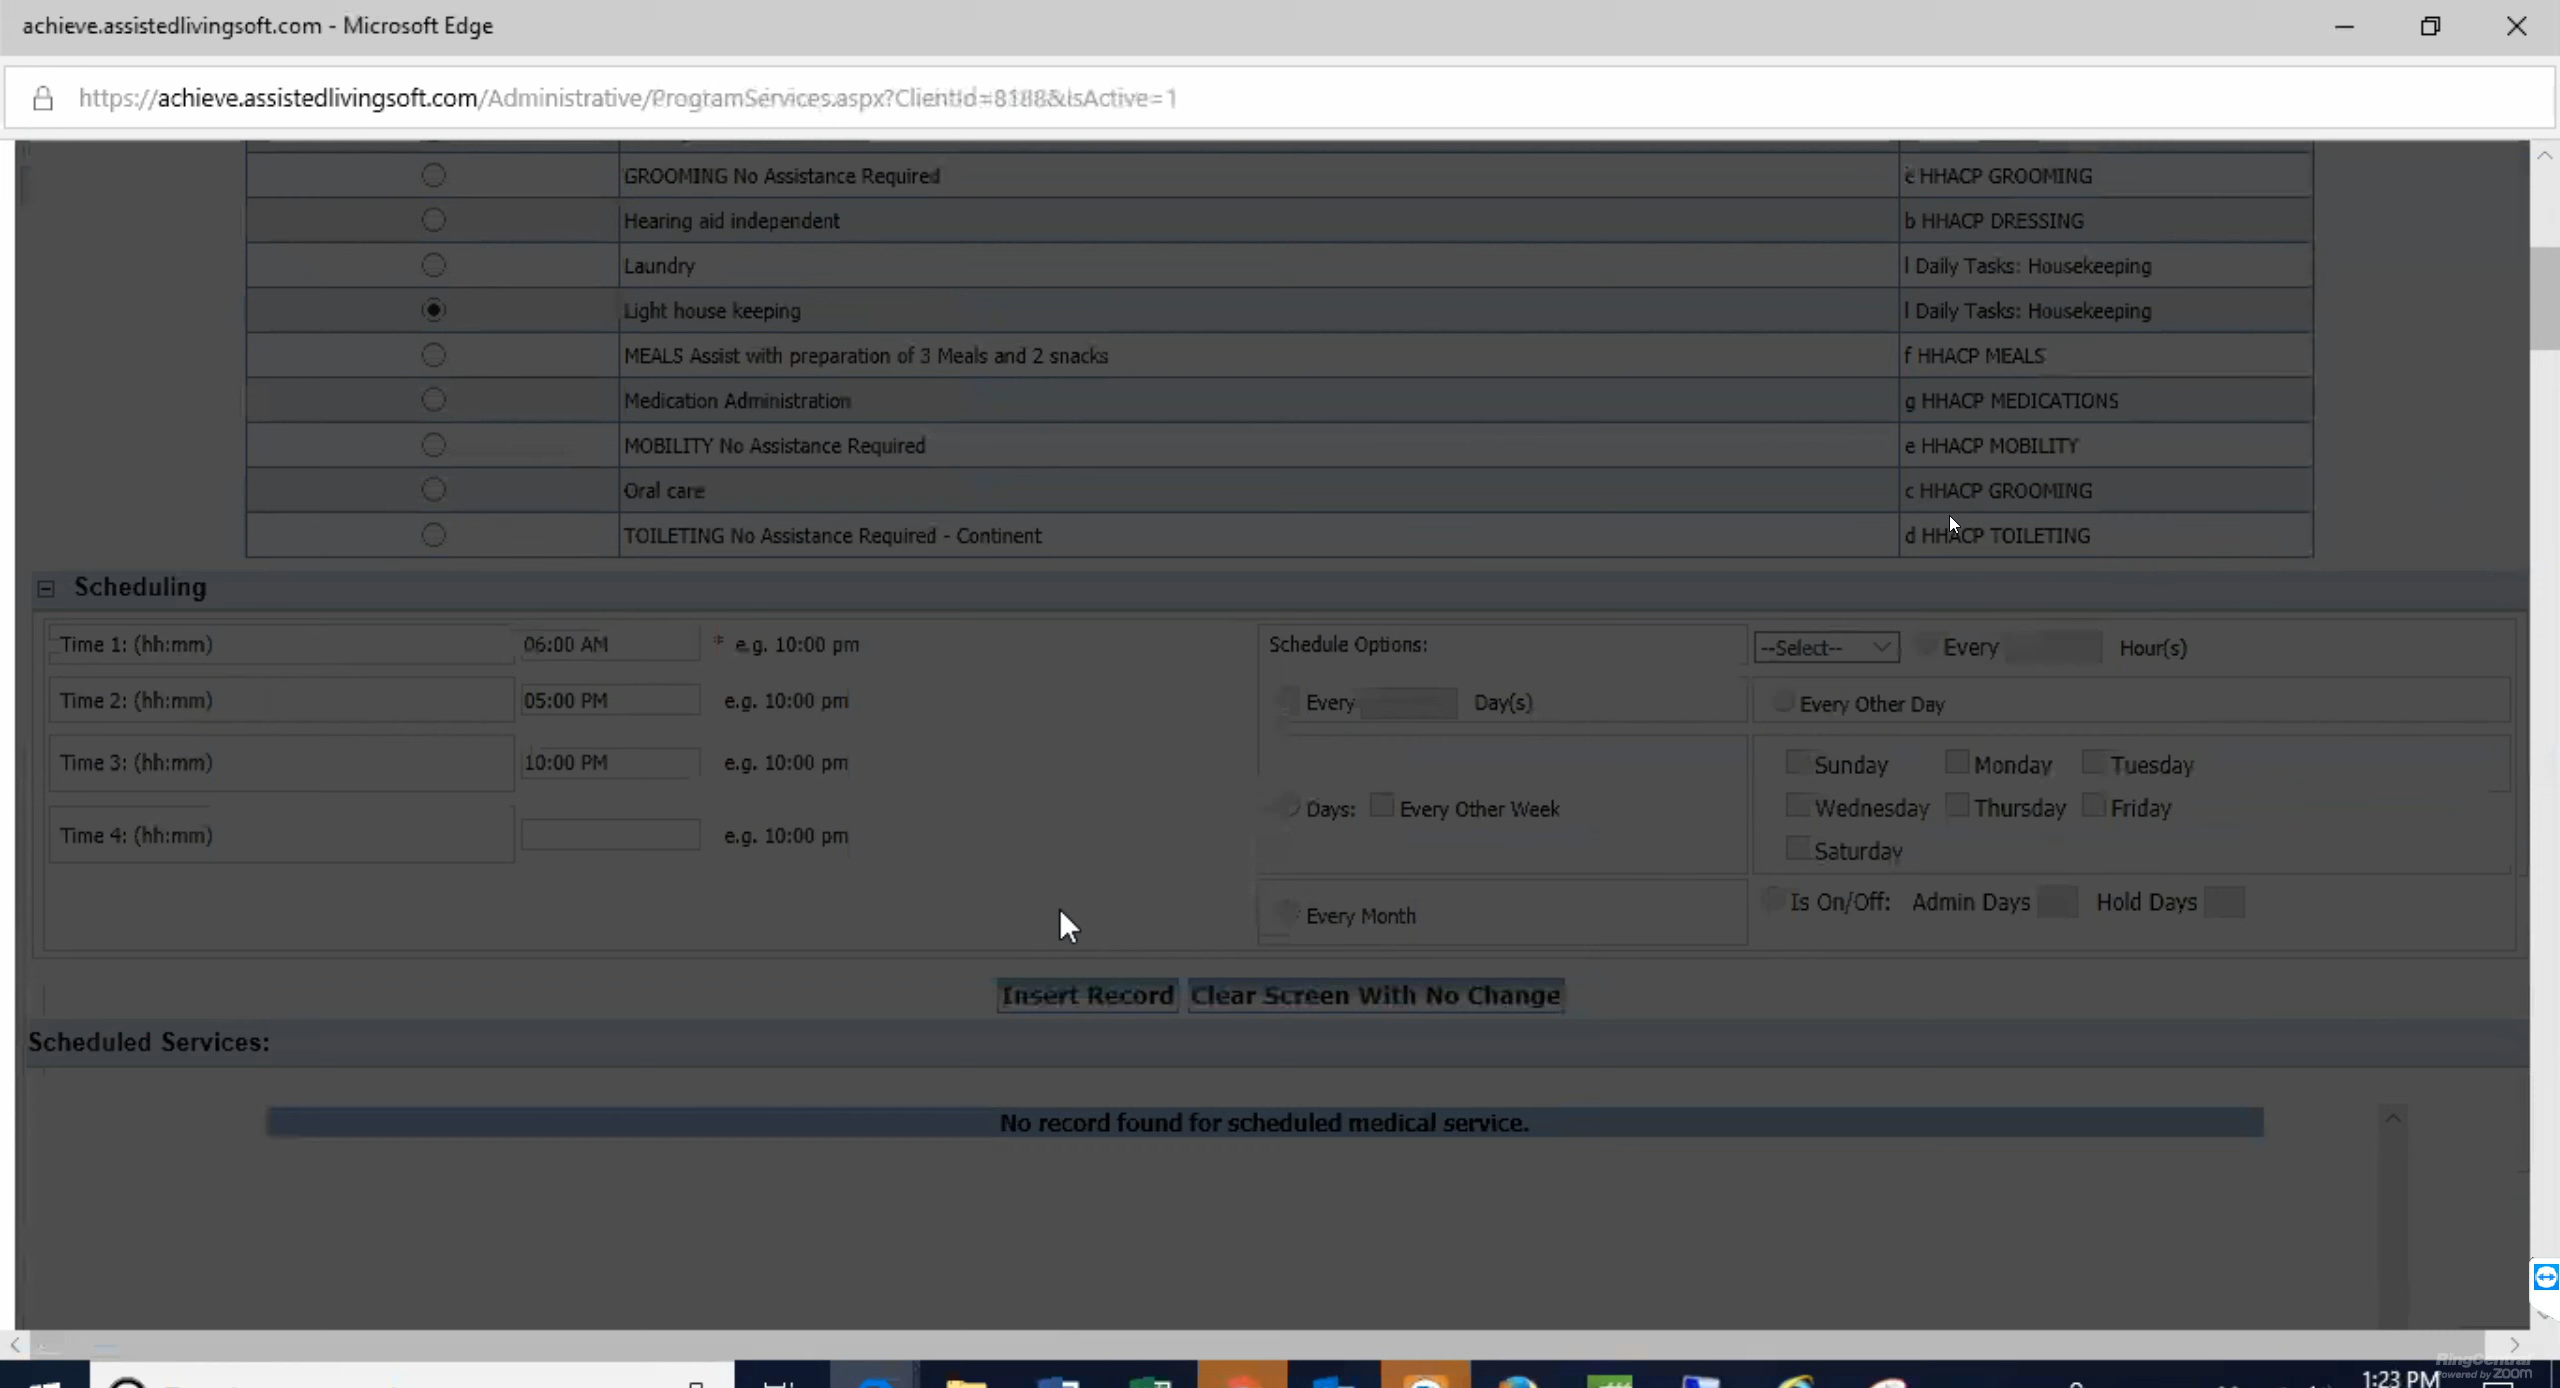 achieve.assistedlivingsoft.com - Microsoft Edge
https://achieve.assistedlivingsoft.com/Administrative/ProgramServices.aspx?ClientId=8188&IsActive=1
GROOMING No Assistance Required HHACP GROOMING
Hearing aid independent b HHACP DRESSING
Laundry l Daily Tasks: Housekeeping
Light house keeping l Daily Tasks: Housekeeping
MEALS Assist with preparation of 3 Meals and 2 snacks f HHACP MEALS
Medication Administration g HHACP MEDICATIONS
MOBILITY No Assistance Required e HHACP MOBILITY
Oral care c HHACP GROOMING
TOILETING No Assistance Required - Continent d HHACP TOILETING
Scheduling
Time 1: (hh:mm) 06:00 AM * e.g. 10:00 pm Schedule Options: --Select-- Every Hour(s)
Time 2: (hh:mm) 05:00 PM e.g. 10:00 pm Every Day(s) Every Other Day
Time 3: (hh:mm) 10:00 PM e.g. 10:00 pm Sunday Monday Tuesday
Days: Every Other Week Wednesday Thursday Friday
Time 4: (hh:mm) e.g. 10:00 pm Saturday
Every Month Is On/Off: Admin Days Hold Days
Insert Record Clear Screen With No Change
Scheduled Services:
No record found for scheduled medical service.
RingCentral
Powered by ZOOM
1:23 PM